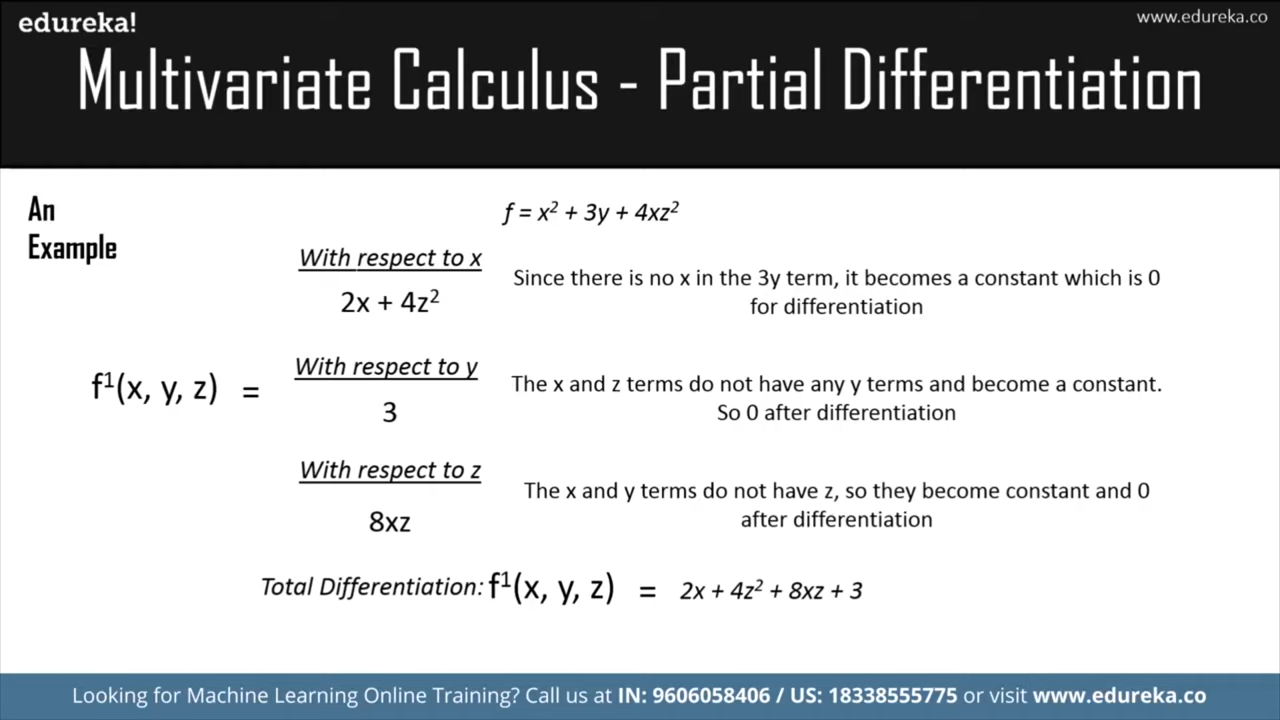 edureka!
www.edureka.co
Multivariate Calculus - Partial Differentiation
An
Example
f = x² + 3y + 4xz²
With respect to x
2x + 4z²
Since there is no x in the 3y term, it becomes a constant which is 0
for differentiation
f¹(x, y, z) =
With respect to y
3
The x and z terms do not have any y terms and become a constant.
So 0 after differentiation
With respect to z
8xz
The x and y terms do not have z, so they become constant and 0
after differentiation
Total Differentiation: f¹(x, y, z) = 2x + 4z² + 8xz + 3
Looking for Machine Learning Online Training? Call us at IN: 9606058406 / US: 18338555775 or visit www.edureka.co